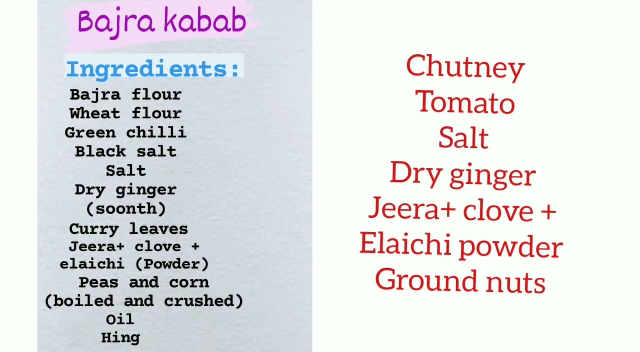 Bajra kabab
Ingredients:
Bajra flour
Wheat flour
Green chilli
Black salt
Salt
Dry ginger
(soonth)
Curry leaves
Jeera+ clove +
elaichi (Powder)
Peas and corn
(boiled and crushed)
Oil
Hing
Chutney
Tomato
Salt
Dry ginger
Jeera+ clove +
Elaichi powder
Ground nuts